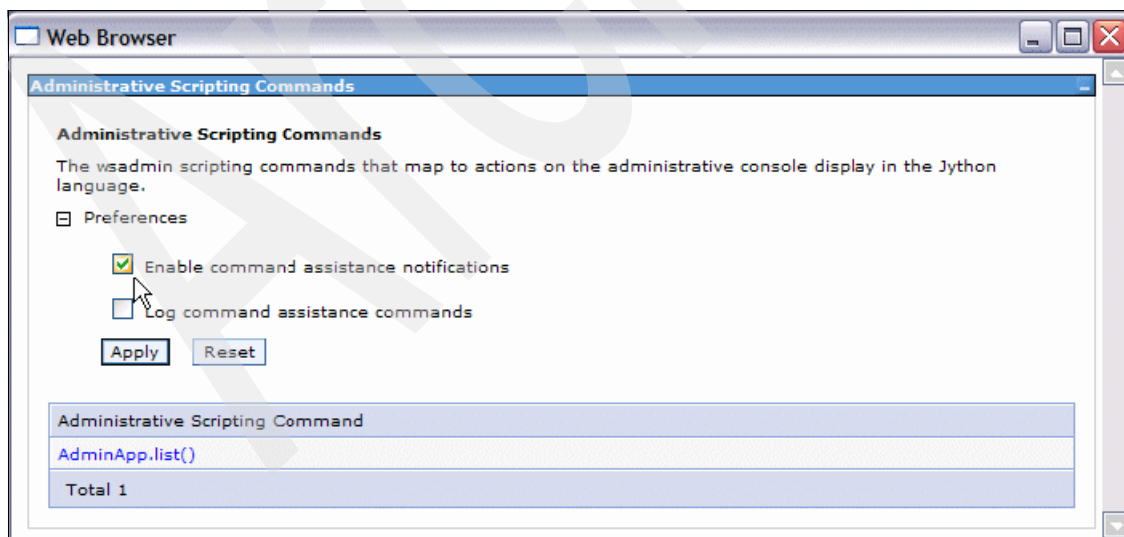 Web Browser
Administrative Scripting Commands
Administrative Scripting Commands
The wsadmin scripting commands that map to actions on the administrative console display in the Jython
language.
Preferences
Enable command assistance notifications
Log command assistance commands
Apply Reset
Administrative Scripting Command
AdminApp.list()
Total 1